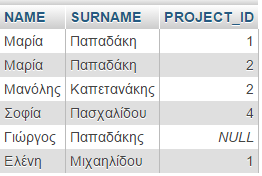 NAME SURNAME PROJECT_ID
Μαρία Παπαδάκη 1
Μαρία Παπαδάκη 2
Μανόλης Καπετανάκης 2
Σοφία Πασχαλίδου 4
Γιώργος Παπαδάκης NULL
Ελένη Μιχαηλίδου 1